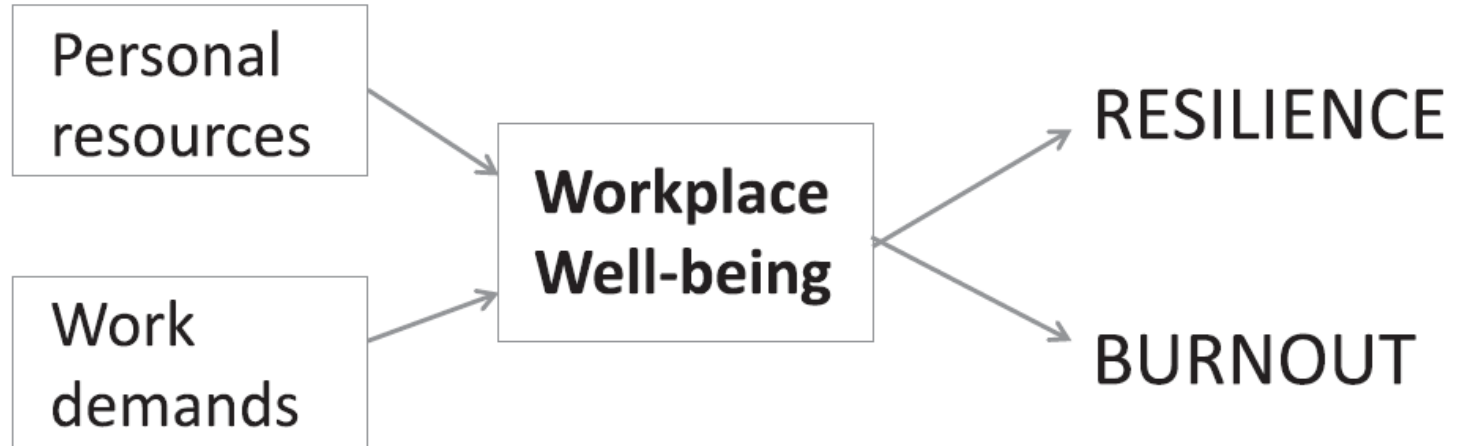 Personal
resources
Work
demands
Workplace
Well-being
RESILIENCE
BURNOUT